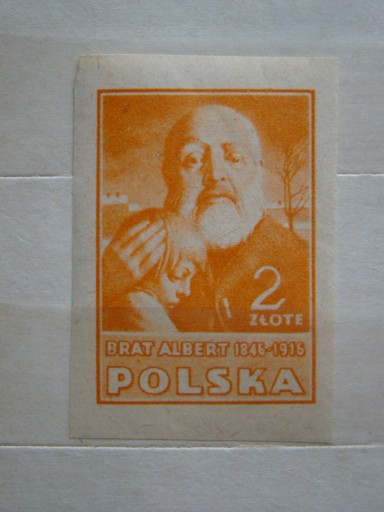 2
ZŁOTE
BRAT ALBERT 1846-1916
POLSKA